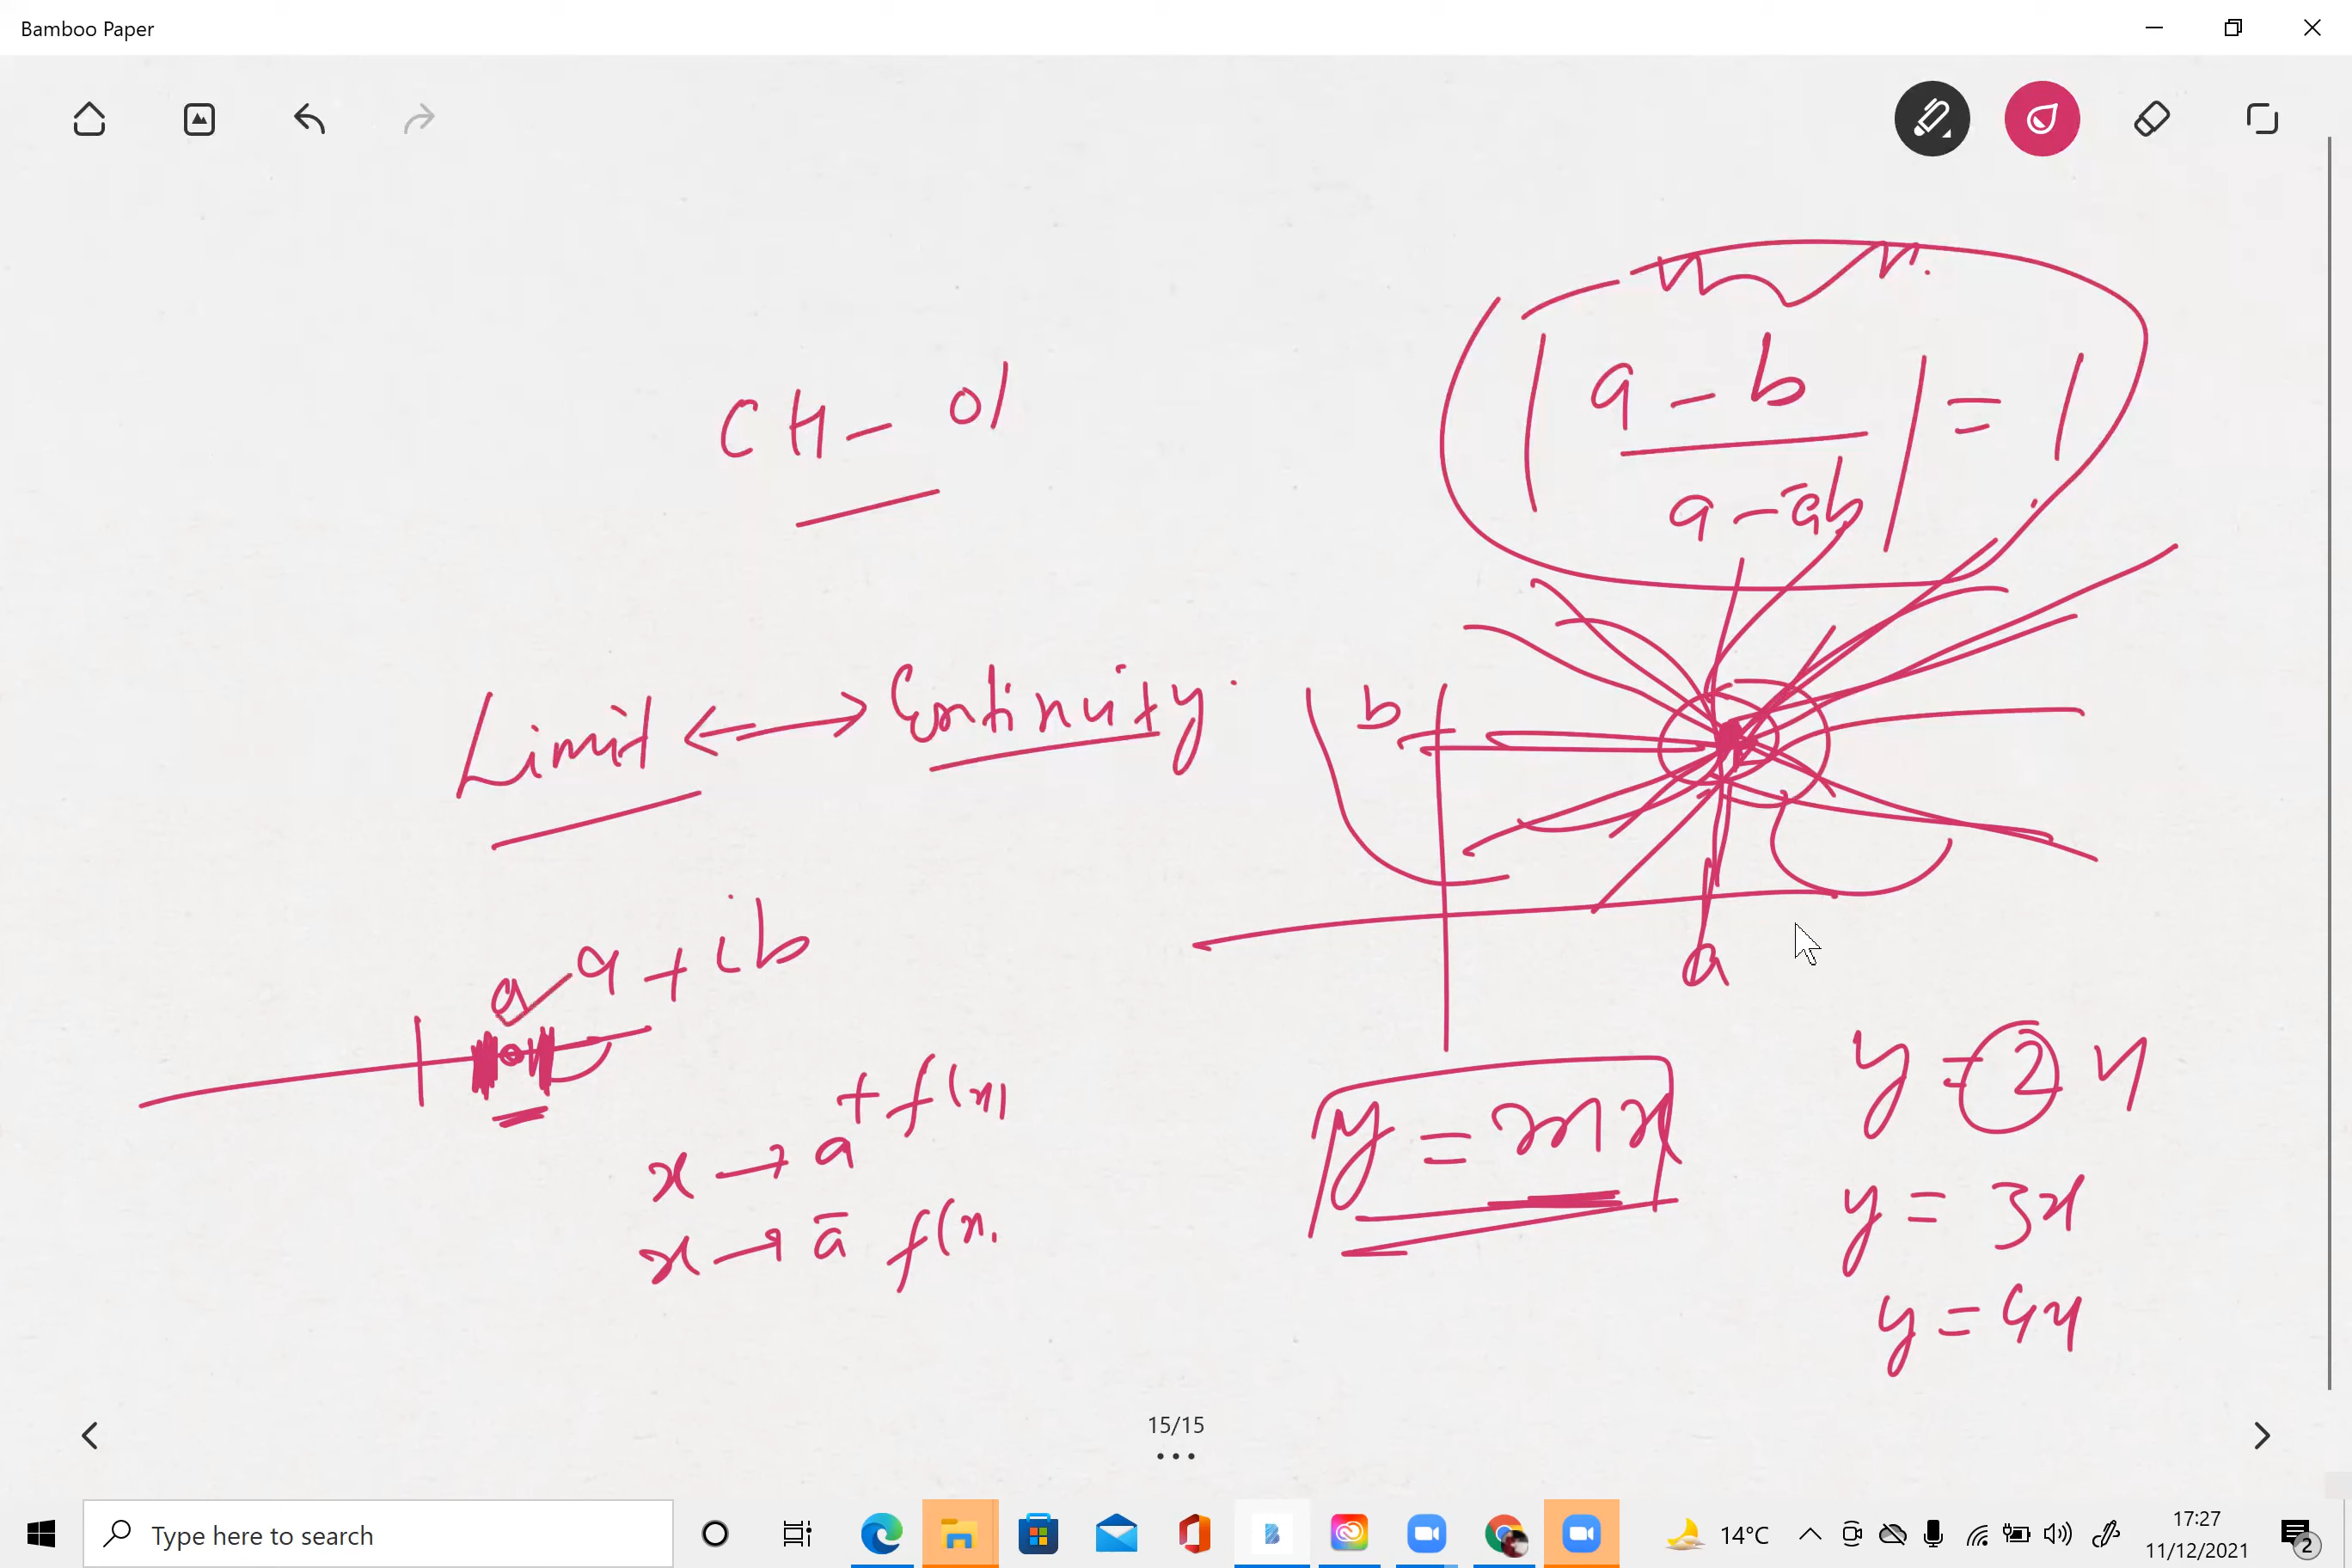 Bamboo Paper
CH - 01
| a - b / a - āb | = 1
Limit ↔ Continuity.
b
a
a + ib
a
x → a⁺ f(x)
x → a⁻ f(x.
y = mx
y = 2x
y = 3x
y = 4x
15/15
Type here to search
14°C
17:27
11/12/2021
2